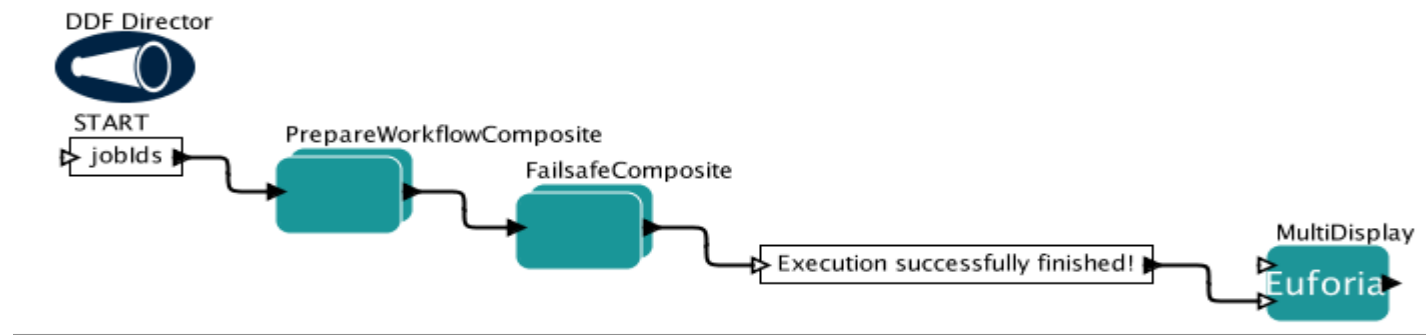 DDF Director
START
jobIds
PrepareWorkflowComposite
FailsafeComposite
Execution successfully finished!
MultiDisplay
Euforia